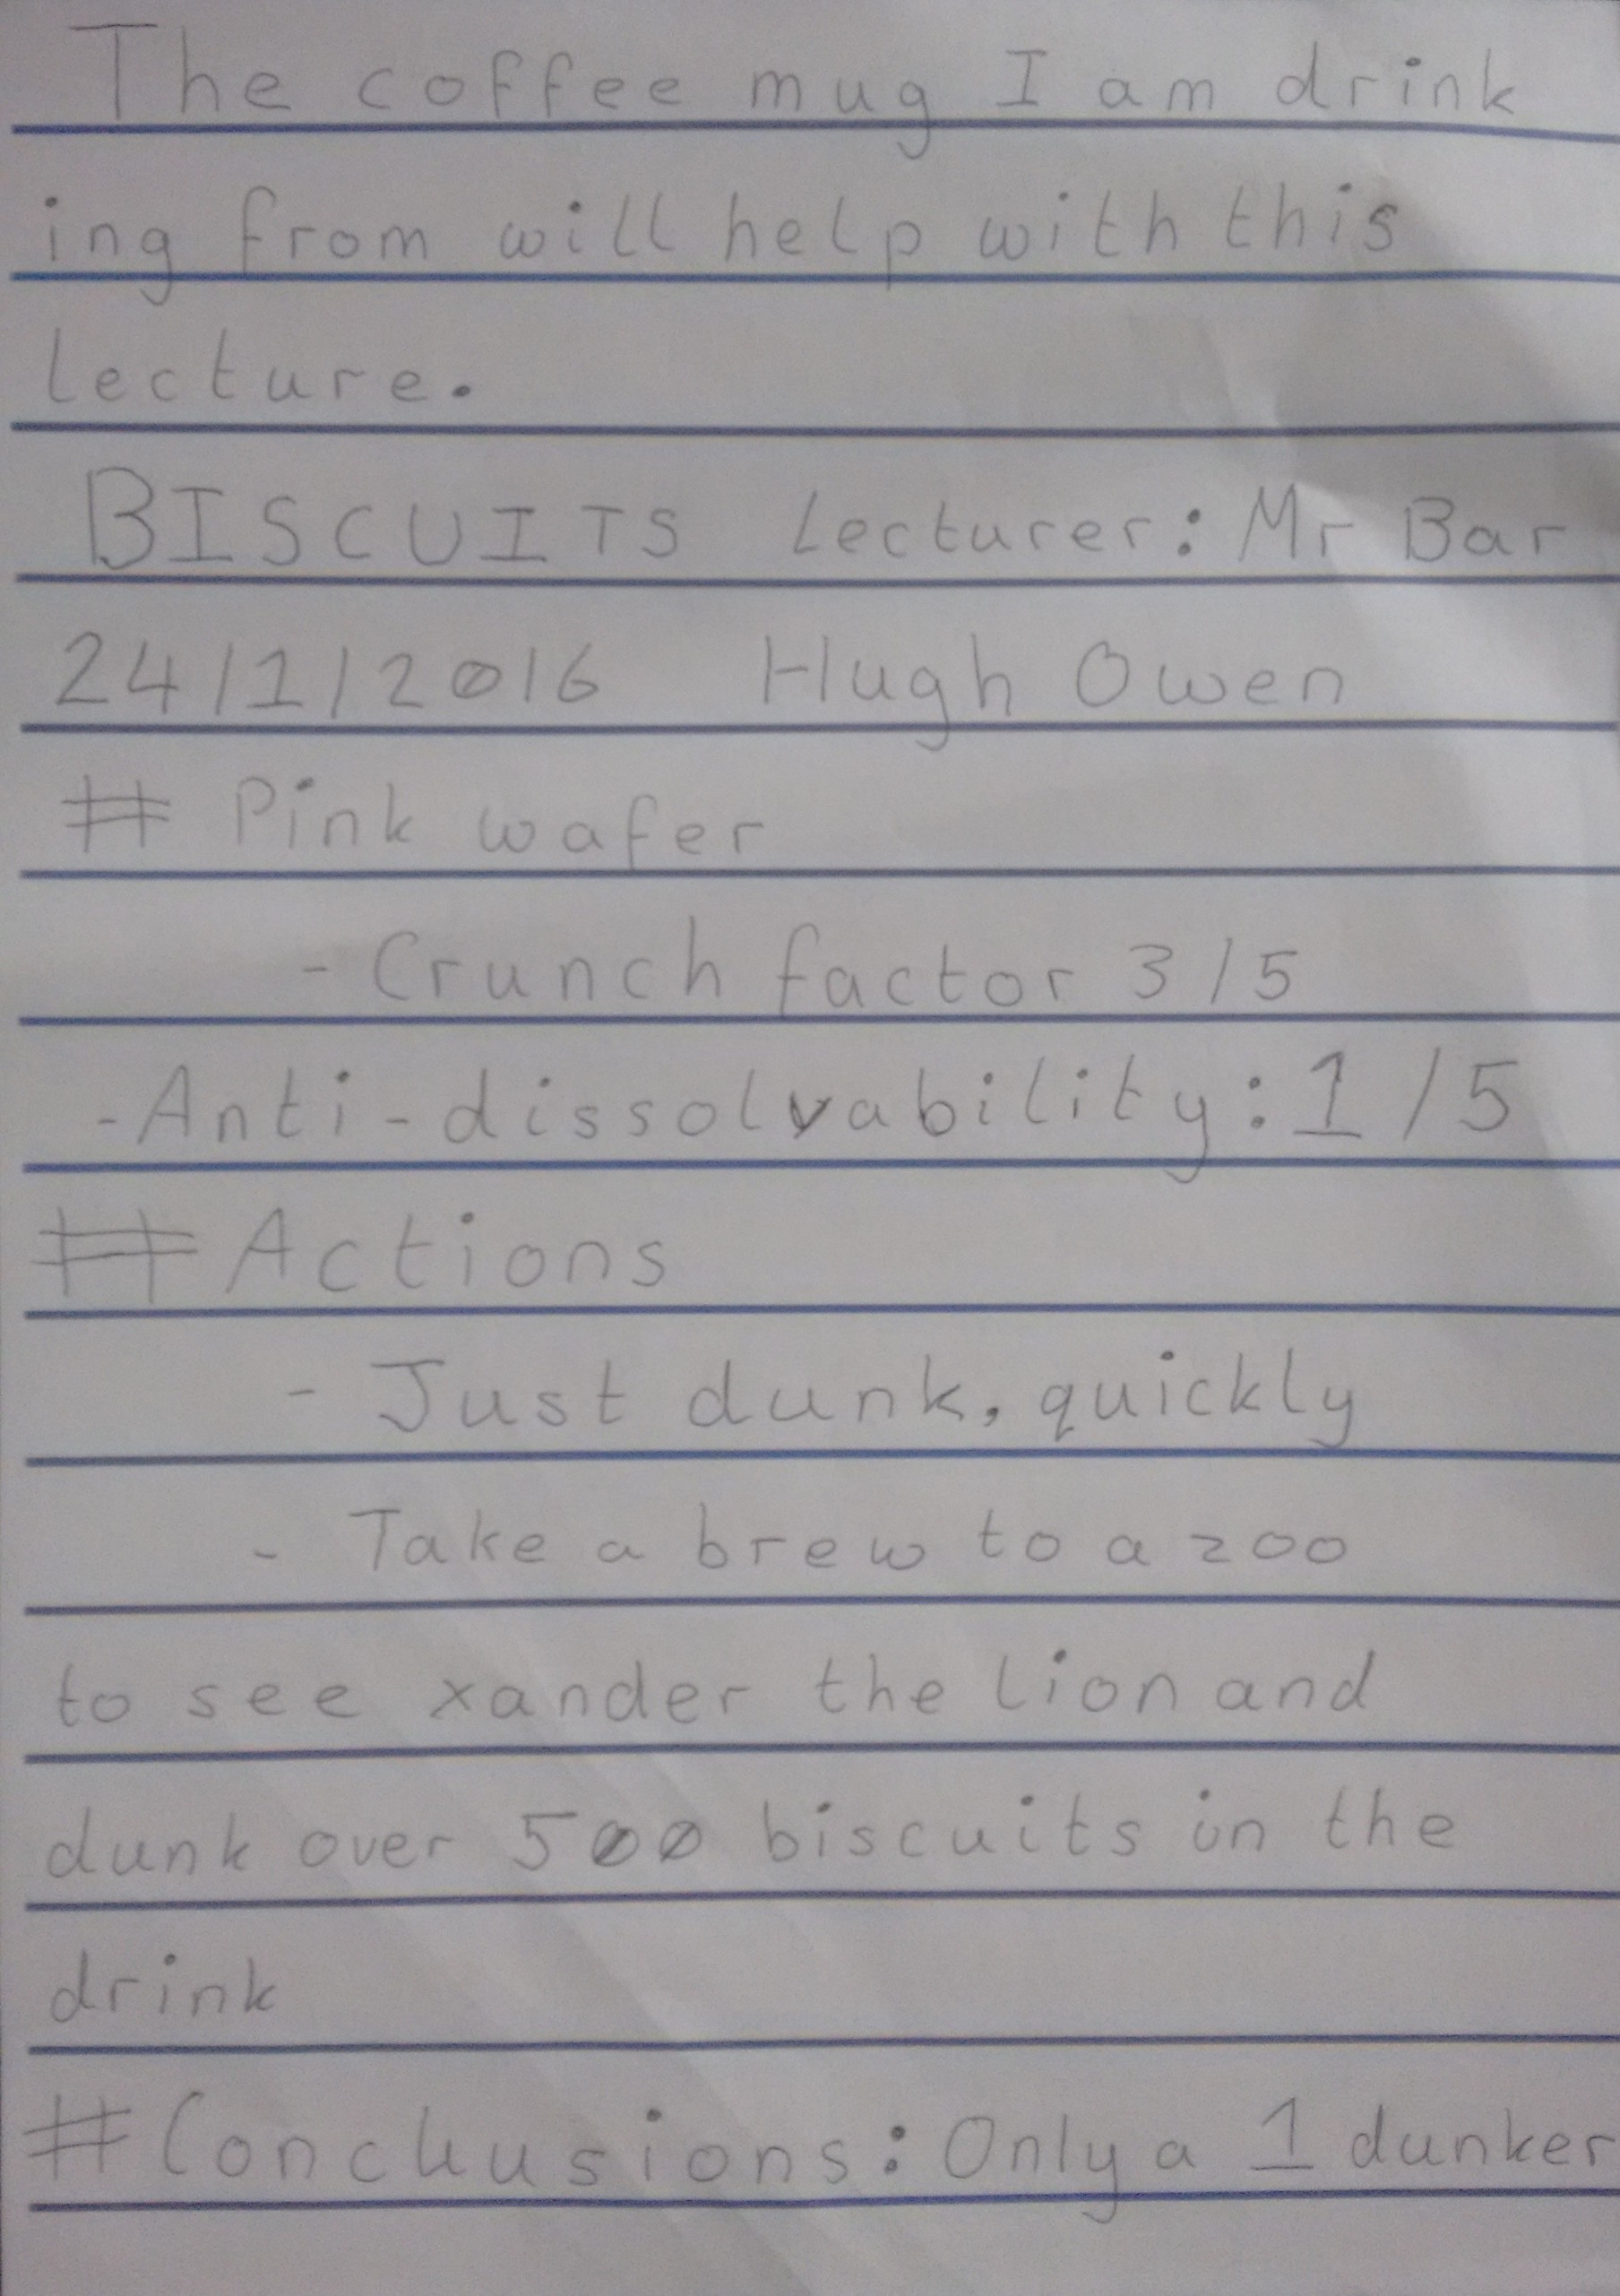 The coffee mug I am drink
ing from will help with this
lecture.
BISCUITS Lecturer: Mr Bar
24/1/2016 Hugh Owen
# Pink wafer
- Crunch factor 3/5
- Anti-dissolvability: 1/5
# Actions
- Just dunk, quickly
- Take a brew to a zoo
to see xander the lion and
dunk over 500 biscuits in the
drink
# Conclusions: Only a 1 dunker